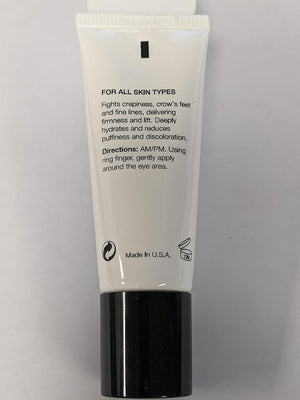 FOR ALL SKIN TYPES
Fights crepiness, crow's feet
and fine lines, delivering
firmness and lift. Deeply
hydrates and reduces
puffiness and discoloration.
Directions: AM/PM. Using
ring finger, gently apply
around the eye area.
Made In U.S.A.